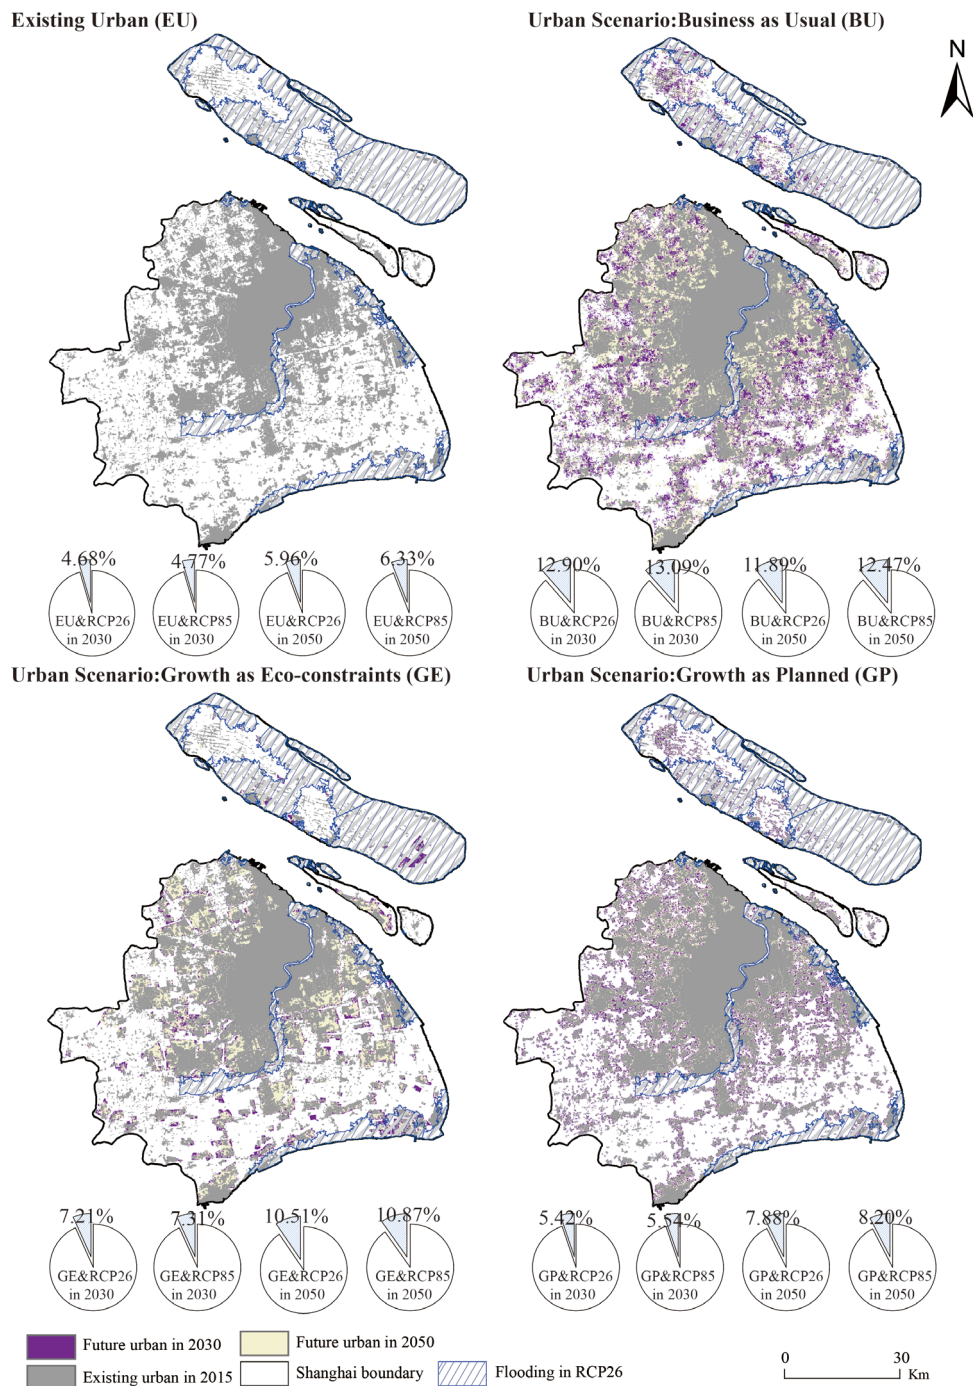 Existing Urban (EU)
Urban Scenario:Business as Usual (BU)
N
4.68%
4.77%
5.96%
6.33%
12.90%
13.09%
11.89%
12.47%
EU&RCP26
in 2030
EU&RCP85
in 2030
EU&RCP26
in 2050
EU&RCP85
in 2050
BU&RCP26
in 2030
BU&RCP85
in 2030
BU&RCP26
in 2050
BU&RCP85
in 2050
Urban Scenario:Growth as Eco-constraints (GE)
Urban Scenario:Growth as Planned (GP)
7.21%
7.31%
10.51%
10.87%
5.42%
5.54%
7.88%
8.20%
GE&RCP26
in 2030
GE&RCP85
in 2030
GE&RCP26
in 2050
GE&RCP85
in 2050
GP&RCP26
in 2030
GP&RCP85
in 2030
GP&RCP26
in 2050
GP&RCP85
in 2050
Future urban in 2030
Future urban in 2050
Existing urban in 2015
Shanghai boundary
Flooding in RCP26
0 30
Km